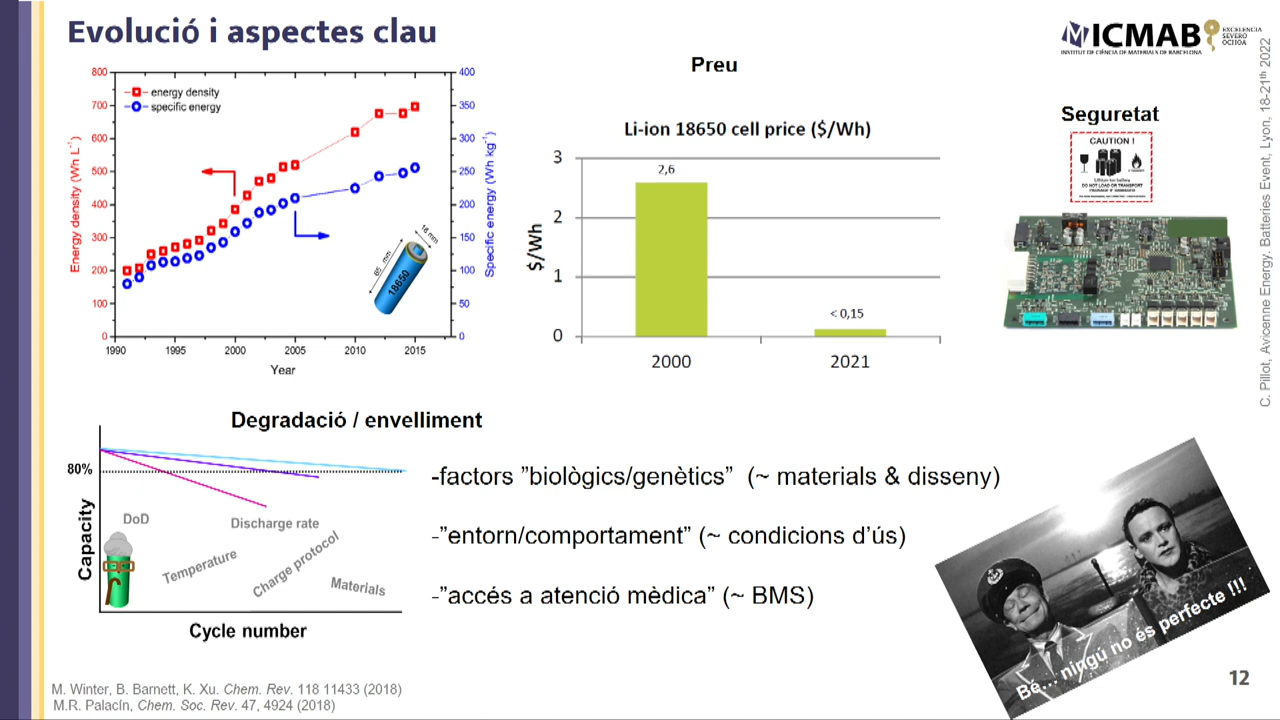 Evolució i aspectes clau
ICMAB
EXCELENCIA
SEVERO
OCHOA
INSTITUT DE CIÈNCIA DE MATERIALS DE BARCELONA
C. Pillot, Avicenne Energy. Batteries Event, Lyon, 18-21th 2022
energy density
specific energy
Energy density (Wh L-1)
800
700
600
500
400
300
200
100
0
Specific energy (Wh kg-1)
400
350
300
250
200
150
100
50
0
1990
1995
2000
2005
2010
2015
Year
18 mm
65 mm
18650
Preu
Li-ion 18650 cell price ($/Wh)
$/Wh
3
2
1
0
2,6
< 0,15
2000
2021
Seguretat
CAUTION !
Lithium ion battery
DO NOT LOAD OR TRANSPORT
Degradació / envelliment
80%
Capacity
DoD
Discharge rate
Temperature
Charge protocol
Materials
Cycle number
-factors ”biològics/genètics” (~ materials & disseny)
-”entorn/comportament” (~ condicions d’ús)
-”accés a atenció mèdica” (~ BMS)
Bé... ningú no és perfecte !!!
12
M. Winter, B. Barnett, K. Xu. Chem. Rev. 118 11433 (2018)
M.R. Palacín, Chem. Soc. Rev. 47, 4924 (2018)